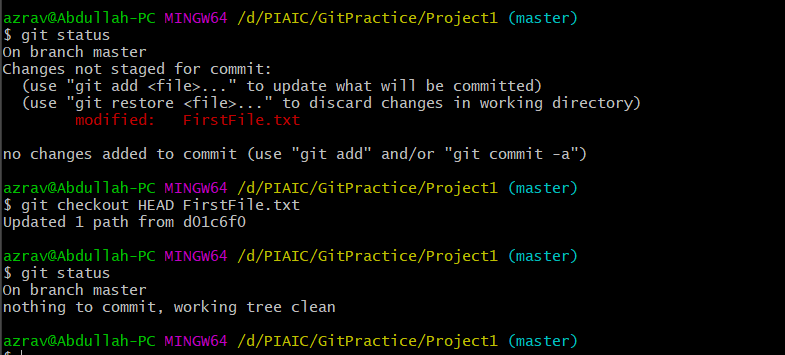 azrav@Abdullah-PC MINGW64 /d/PIAIC/GitPractice/Project1 (master)
$ git status
On branch master
Changes not staged for commit:
  (use "git add <file>..." to update what will be committed)
  (use "git restore <file>..." to discard changes in working directory)
        modified:   FirstFile.txt

no changes added to commit (use "git add" and/or "git commit -a")

azrav@Abdullah-PC MINGW64 /d/PIAIC/GitPractice/Project1 (master)
$ git checkout HEAD FirstFile.txt
Updated 1 path from d01c6f0

azrav@Abdullah-PC MINGW64 /d/PIAIC/GitPractice/Project1 (master)
$ git status
On branch master
nothing to commit, working tree clean

azrav@Abdullah-PC MINGW64 /d/PIAIC/GitPractice/Project1 (master)
$